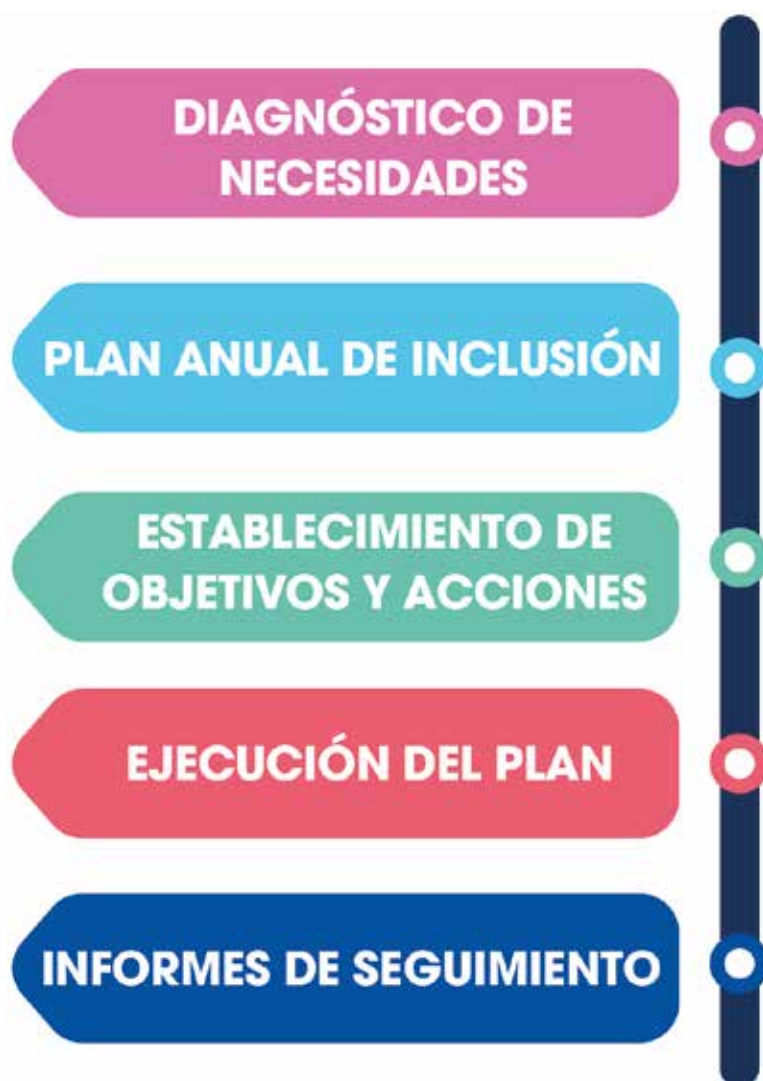 DIAGNÓSTICO DE
NECESIDADES
PLAN ANUAL DE INCLUSIÓN
ESTABLECIMIENTO DE
OBJETIVOS Y ACCIONES
EJECUCIÓN DEL PLAN
INFORMES DE SEGUIMIENTO